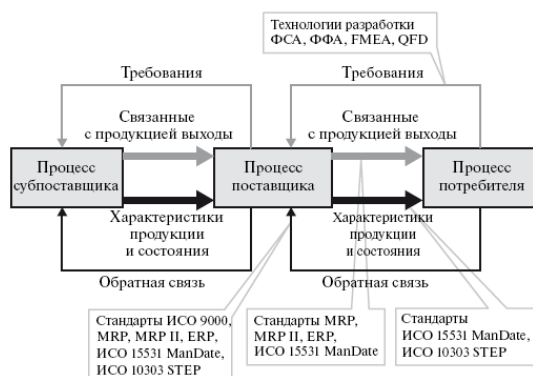 Технологии разработки
ФСА, ФФА, FMEA, QFD
Требования
Требования
Связанные
с продукцией выходы
Связанные
с продукцией выходы
Процесс
субпоставщика
Процесс
поставщика
Процесс
потребителя
Характеристики
продукции
и состояния
Характеристики
продукции
и состояния
Обратная связь
Обратная связь
Стандарты ИСО 9000,
MRP, MRP II, ERP,
ИСО 15531 ManDate,
ИСО 10303 STEP
Стандарты MRP,
MRP II, ERP,
ИСО 15531 ManDate
Стандарты
ИСО 15531 ManDate,
ИСО 10303 STEP